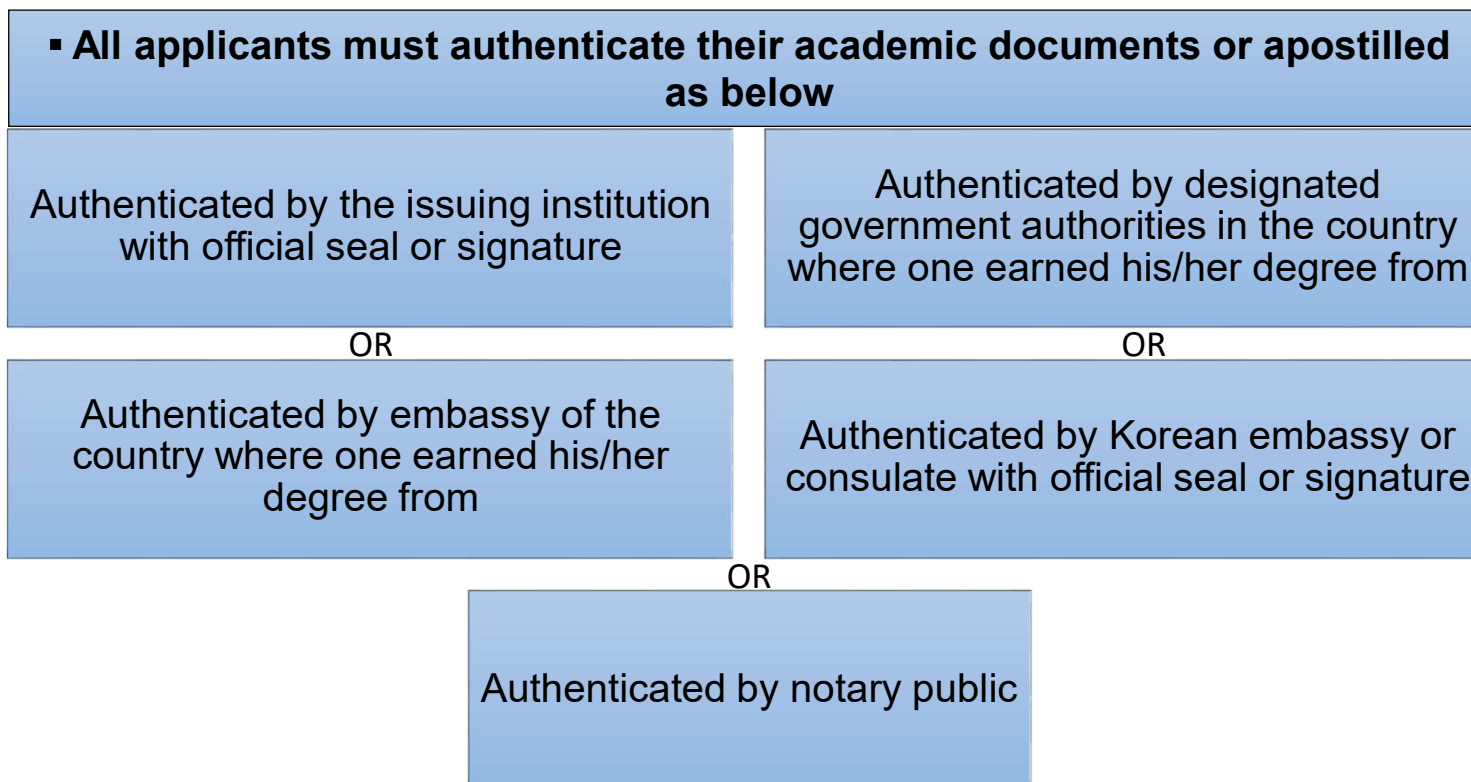 ▪ All applicants must authenticate their academic documents or apostilled
as below
Authenticated by the issuing institution
with official seal or signature
Authenticated by designated
government authorities in the country
where one earned his/her degree from
OR
OR
Authenticated by embassy of the
country where one earned his/her
degree from
Authenticated by Korean embassy or
consulate with official seal or signature
OR
Authenticated by notary public